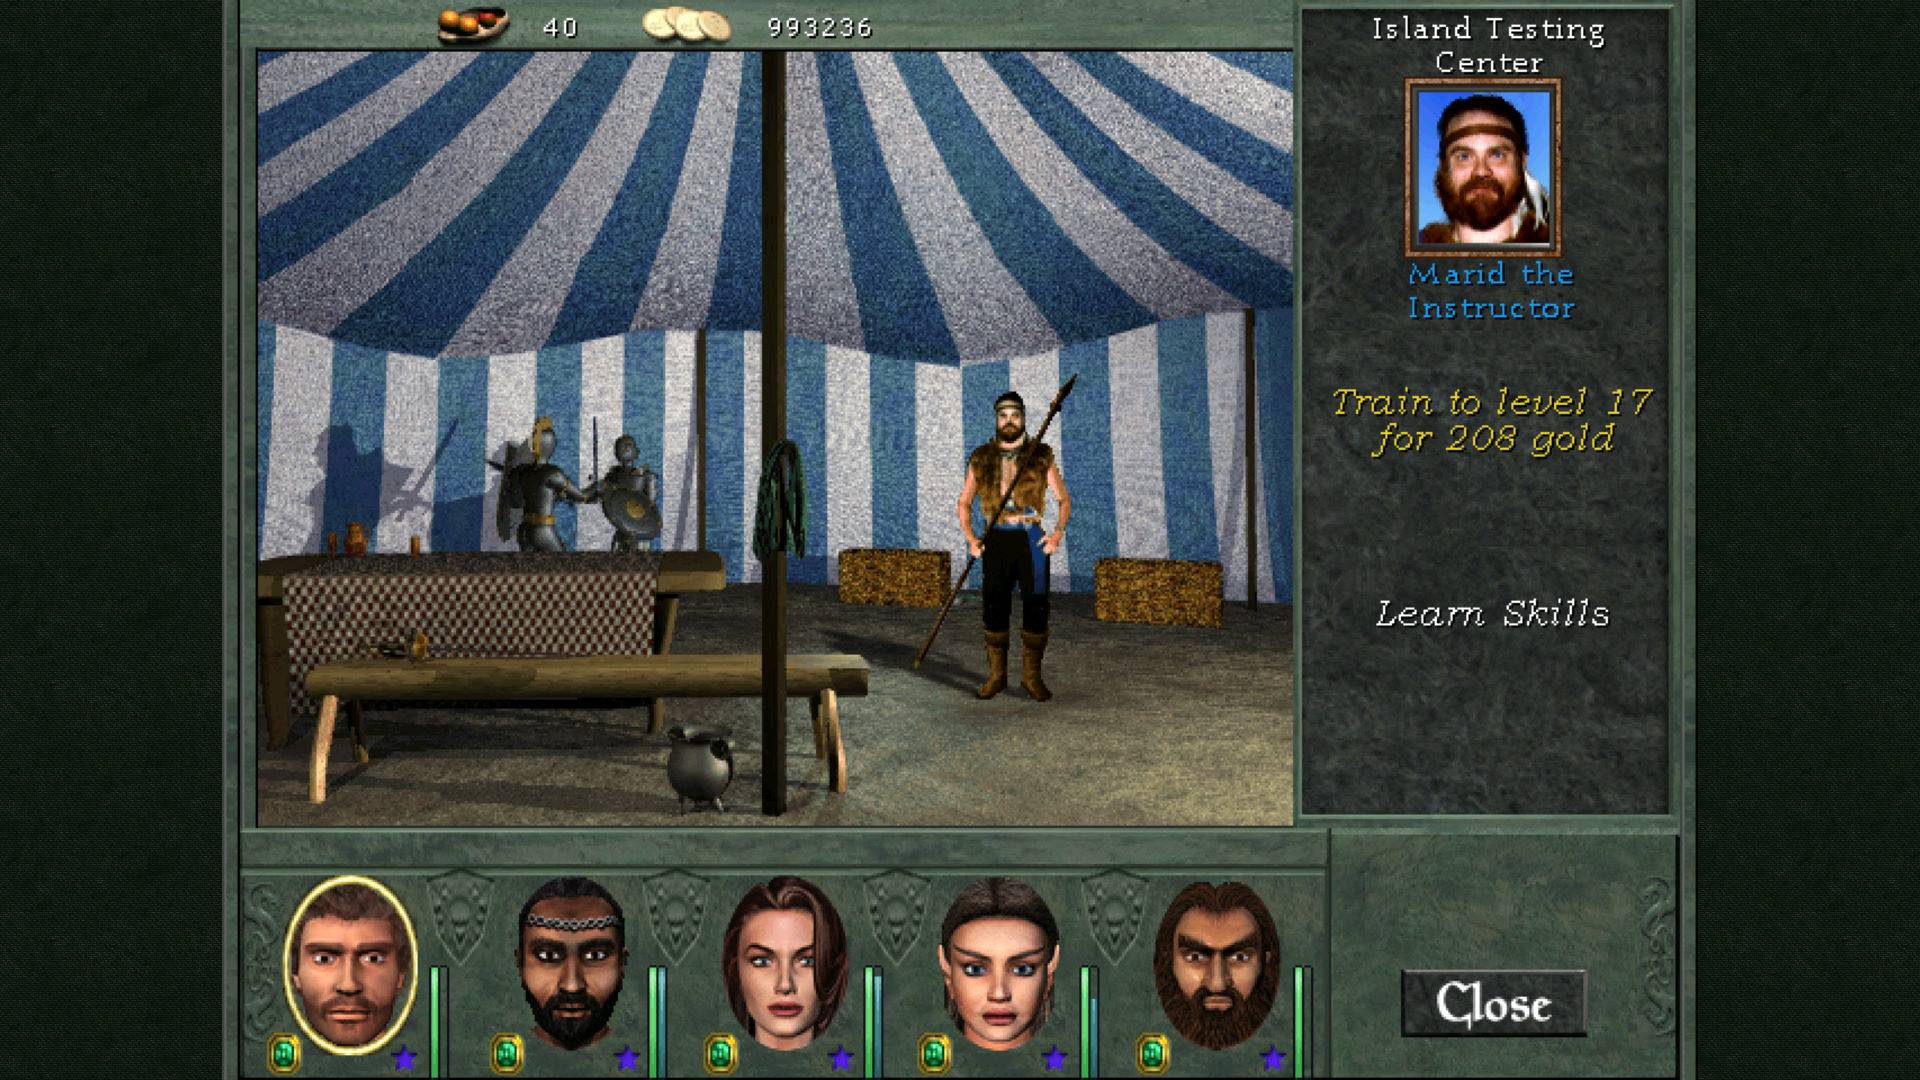 40
993236
Island Testing
Center
Marid the
Instructor
Train to level 17
for 208 gold
Learn Skills
Close